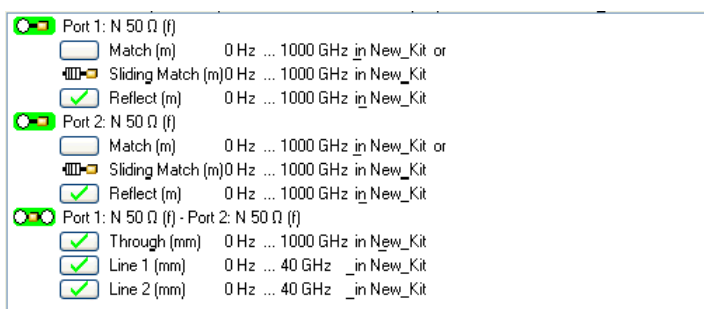 Port 1: N 50 Ω (f)
Match (m) 0 Hz ... 1000 GHz in New_Kit or
Sliding Match (m) 0 Hz ... 1000 GHz in New_Kit
Reflect (m) 0 Hz ... 1000 GHz in New_Kit
Port 2: N 50 Ω (f)
Match (m) 0 Hz ... 1000 GHz in New_Kit or
Sliding Match (m) 0 Hz ... 1000 GHz in New_Kit
Reflect (m) 0 Hz ... 1000 GHz in New_Kit
Port 1: N 50 Ω (f) - Port 2: N 50 Ω (f)
Through (mm) 0 Hz ... 1000 GHz in New_Kit
Line 1 (mm) 0 Hz ... 40 GHz _in New_Kit
Line 2 (mm) 0 Hz ... 40 GHz _in New_Kit